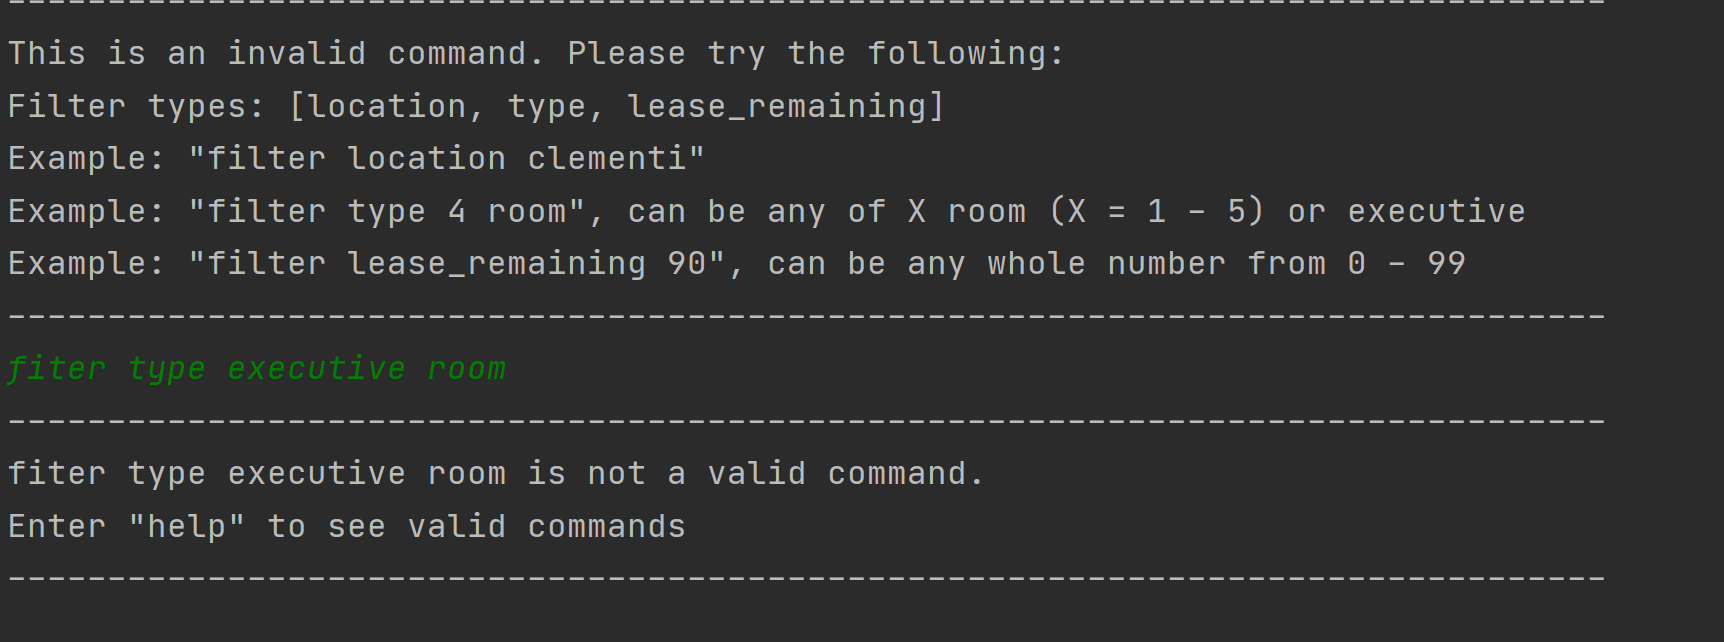 This is an invalid command. Please try the following:
Filter types: [location, type, lease_remaining]
Example: "filter location clementi"
Example: "filter type 4 room", can be any of X room (X = 1 - 5) or executive
Example: "filter lease_remaining 90", can be any whole number from 0 - 99
--------------------------------------------------------------------------------
fiter type executive room
--------------------------------------------------------------------------------
fiter type executive room is not a valid command.
Enter "help" to see valid commands
--------------------------------------------------------------------------------